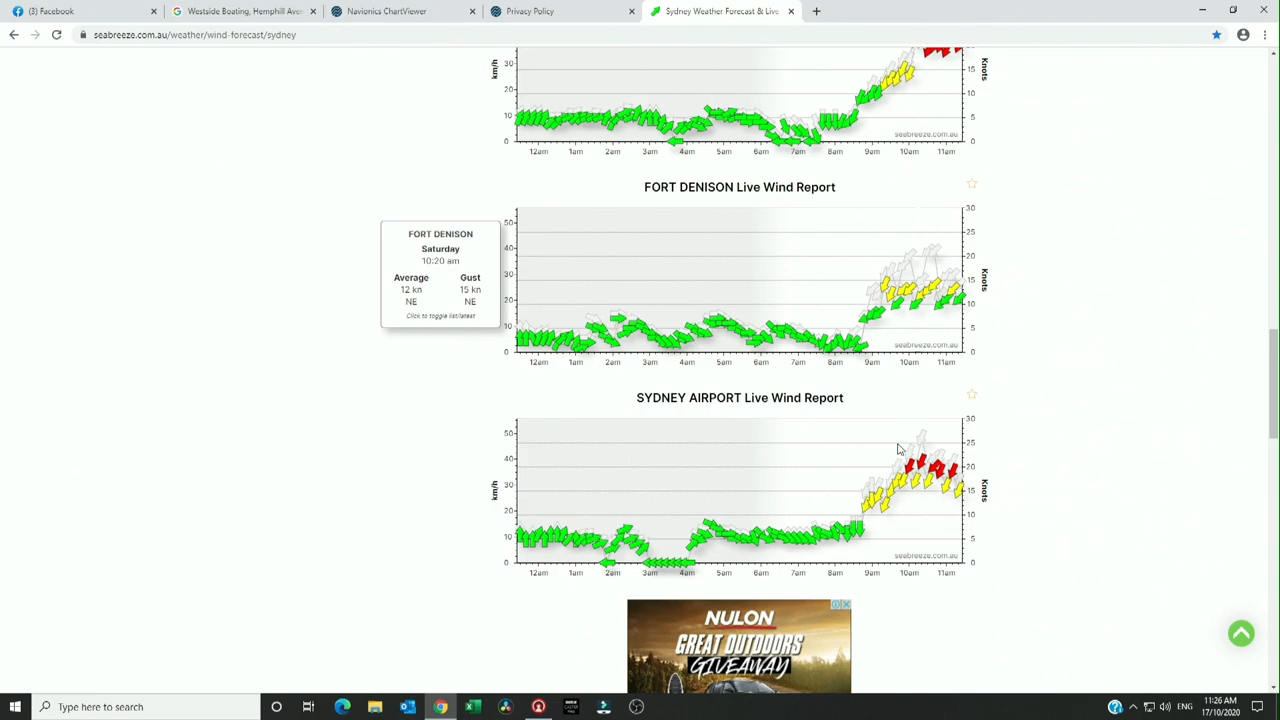 Facebook
Westside Boating, Hemphill Aver
Navionics ChartViewer
Privacy Policy
Sydney Weather Forecast & Live
seabreeze.com.au/weather/wind-forecast/sydney
km/h
30
20
10
0
15
10
5
0
Knots
seabreeze.com.au
12am 1am 2am 3am 4am 5am 6am 7am 8am 9am 10am 11am
FORT DENISON Live Wind Report
FORT DENISON
Saturday
10:20 am
Average Gust
12 kn 15 kn
NE NE
Click to toggle list/latest
50
40
30
20
10
0
30
25
20
15
10
5
0
Knots
seabreeze.com.au
12am 1am 2am 3am 4am 5am 6am 7am 8am 9am 10am 11am
SYDNEY AIRPORT Live Wind Report
km/h
50
40
30
20
10
0
30
25
20
15
10
5
0
Knots
seabreeze.com.au
12am 1am 2am 3am 4am 5am 6am 7am 8am 9am 10am 11am
NULON
GREAT OUTDOORS
GIVEAWAY
Type here to search
ENG
11:26 AM
17/10/2020